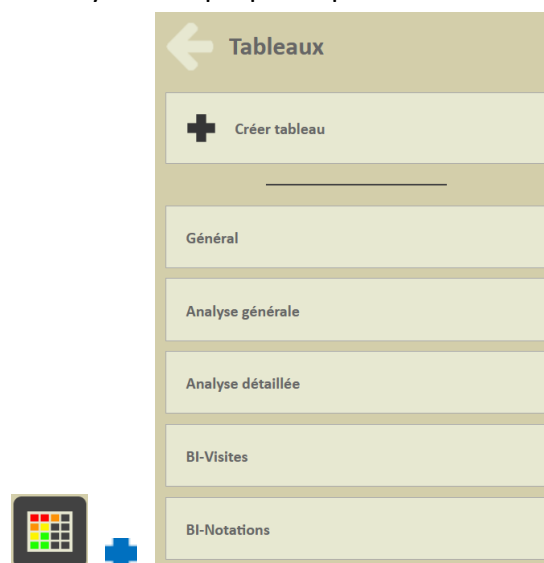 Tableaux
Créer tableau
Général
Analyse générale
Analyse détaillée
BI-Visites
BI-Notations